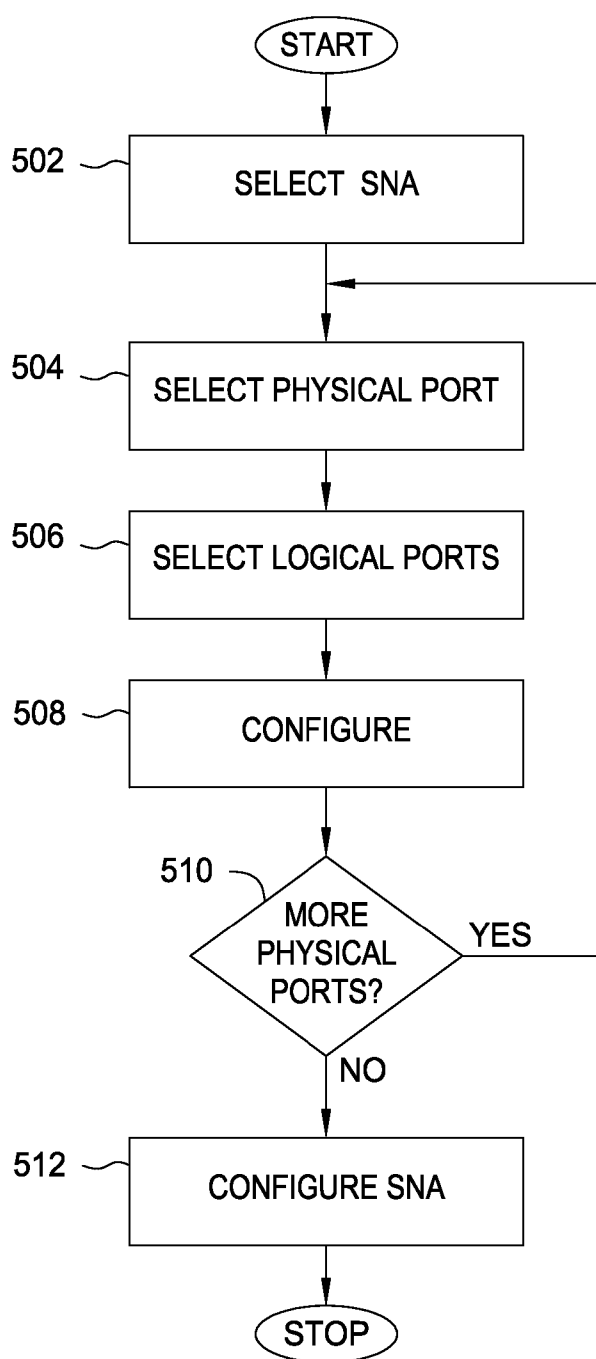 START
502
SELECT SNA
504
SELECT PHYSICAL PORT
506
SELECT LOGICAL PORTS
508
CONFIGURE
510
MORE
PHYSICAL
PORTS?
YES
NO
512
CONFIGURE SNA
STOP